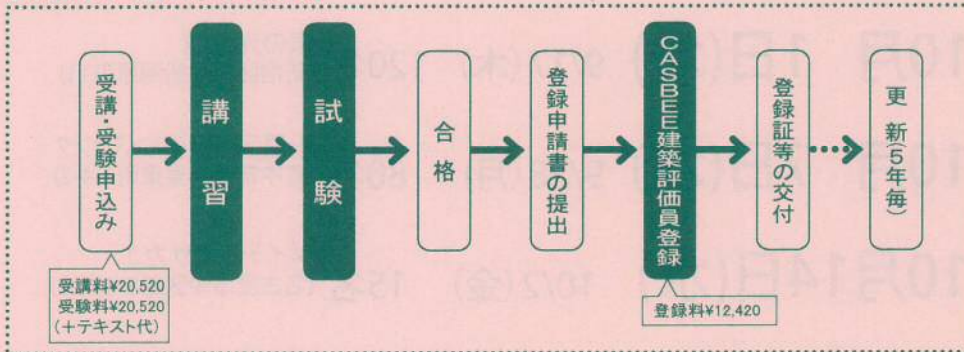 受講・受験申込み
講習
試験
合格
登録申請書の提出
CASBEE建築評価員登録
登録証等の交付
更 新(5年毎)
受講料¥20,520
受験料¥20,520
(+テキスト代)
登録料¥12,420